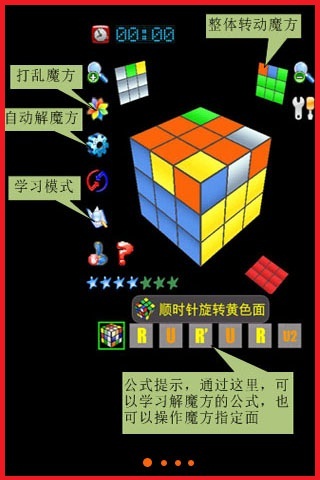 整体转动魔方
00:00
打乱魔方
自动解魔方
学习模式
顺时针旋转黄色面
R U R' U R U2
公式提示，通过这里，可
以学习解魔方的公式，也
可以操作魔方指定面